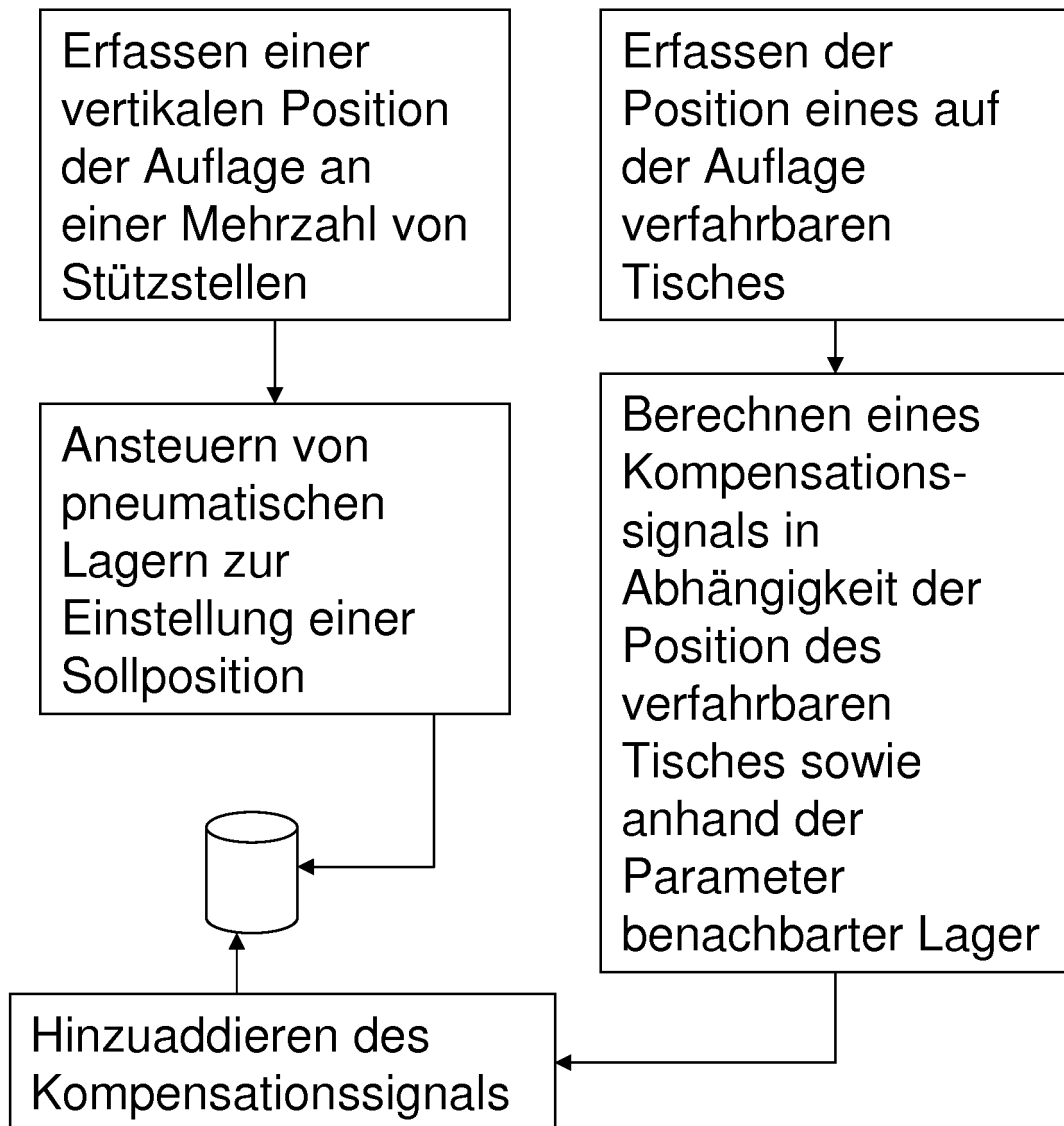 Erfassen einer
vertikalen Position
der Auflage an
einer Mehrzahl von
Stützstellen
Erfassen der
Position eines auf
der Auflage
verfahrbaren
Tisches
Ansteuern von
pneumatischen
Lagern zur
Einstellung einer
Sollposition
Berechnen eines
Kompensations-
signals in
Abhängigkeit der
Position des
verfahrbaren
Tisches sowie
anhand der
Parameter
benachbarter Lager
Hinzuaddieren des
Kompensationssignals